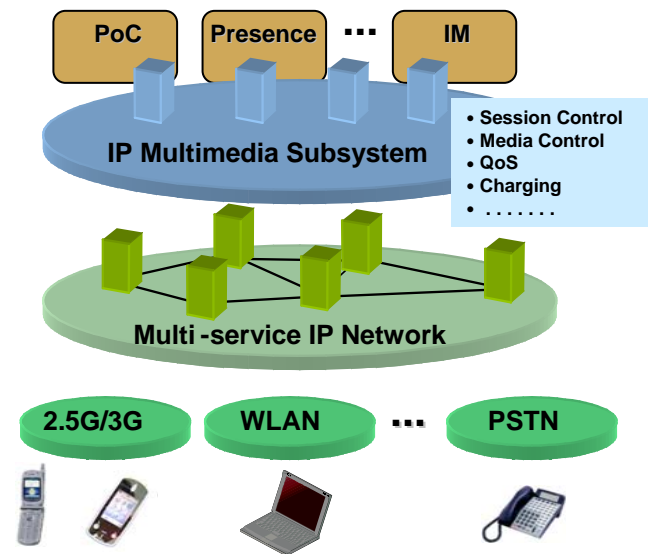 PoC
Presence
...
IM
IP Multimedia Subsystem
• Session Control
• Media Control
• QoS
• Charging
• . . . . . . .
Multi -service IP Network
2.5G/3G
WLAN
...
PSTN